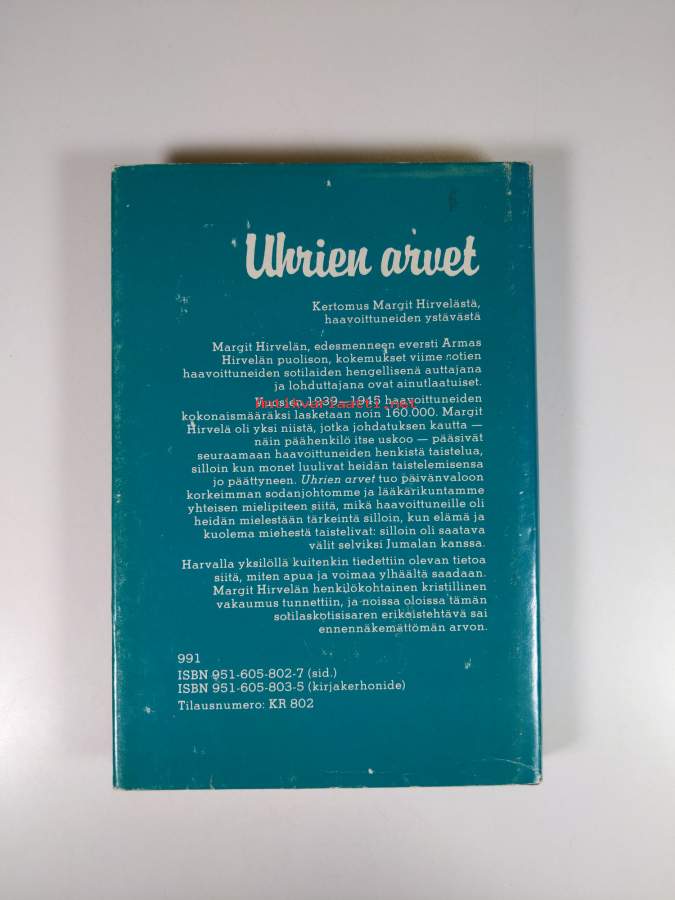 Uhrien arvet
Kertomus Margit Hirvelästä,
haavoittuneiden ystävästä
Margit Hirvelän, edesmenneen eversti Armas
Hirvelän puolison, kokemukset viime sotien
haavoittuneiden sotilaiden hengellisenä auttajana
ja lohduttajana ovat ainutlaatuiset.
Vuosien 1939—1945 haavoittuneiden
antikvariaatti.net
kokonaismääräksi lasketaan noin 160.000. Margit
Hirvelä oli yksi niistä, jotka johdatuksen kautta —
näin päähenkilö itse uskoo — pääsivät
seuraamaan haavoittuneiden henkistä taistelua,
silloin kun monet luulivat heidän taistelemisensa
jo päättyneen. Uhrien arvet tuo päivänvaloon
korkeimman sodanjohtomme ja lääkärikuntamme
yhteisen mielipiteen siitä, mikä haavoittuneille oli
heidän mielestään tärkeintä silloin, kun elämä ja
kuolema miehestä taistelivat: silloin oli saatava
välit selviksi Jumalan kanssa.
Harvalla yksilöllä kuitenkin tiedettiin olevan tietoa
siitä, miten apua ja voimaa ylhäältä saadaan.
Margit Hirvelän henkilökohtainen kristillinen
vakaumus tunnettiin, ja noissa oloissa tämän
sotilaskotisisaren erikoistehtävä sai
ennennäkemättömän arvon.
991
ISBN 951-605-802-7 (sid.)
ISBN 951-605-803-5 (kirjakerhonide)
Tilausnumero: KR 802